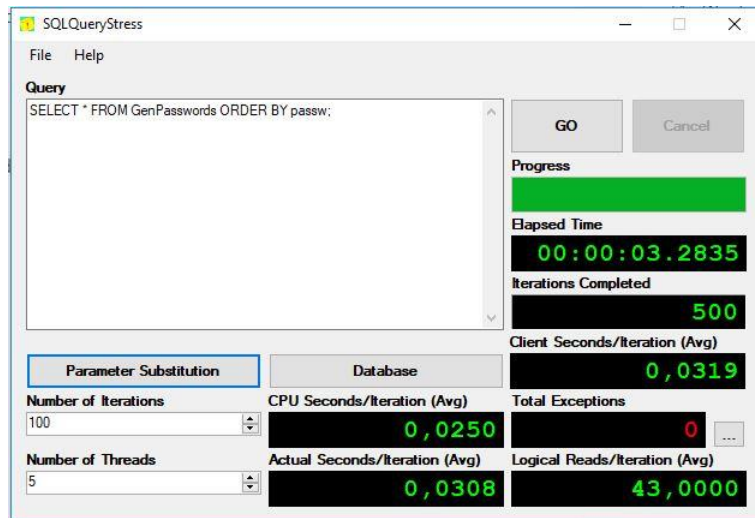 SQLQueryStress
File Help
Query
SELECT * FROM GenPasswords ORDER BY passw;
GO Cancel
Progress
Elapsed Time
00:00:03.2835
Iterations Completed
500
Client Seconds/Iteration (Avg)
0,0319
Parameter Substitution Database
Number of Iterations CPU Seconds/Iteration (Avg) Total Exceptions
100 0,0250 0 ...
Number of Threads Actual Seconds/Iteration (Avg) Logical Reads/Iteration (Avg)
5 0,0308 43,0000